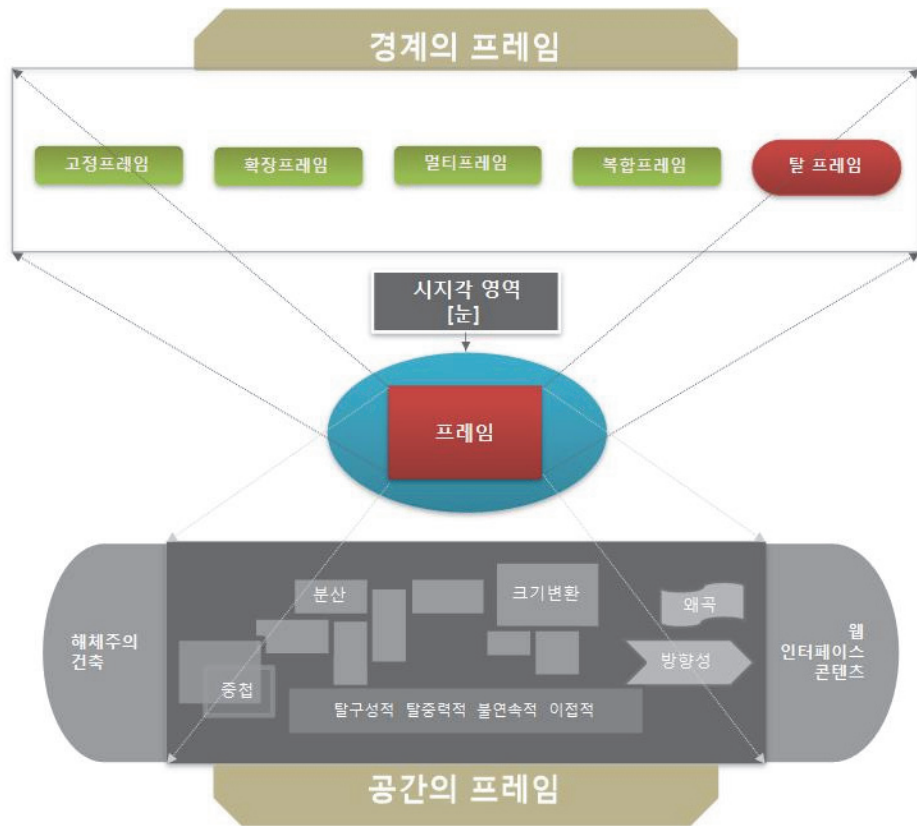 경계의 프레임
고정프레임
확장프레임
멀티프레임
복합프레임
탈 프레임
시지각 영역
[눈]
프레임
분산
크기변환
왜곡
해체주의
건축
웹
인터페이스
콘텐츠
방향성
중첩
탈구성적 탈중력적 불연속적 이접적
공간의 프레임